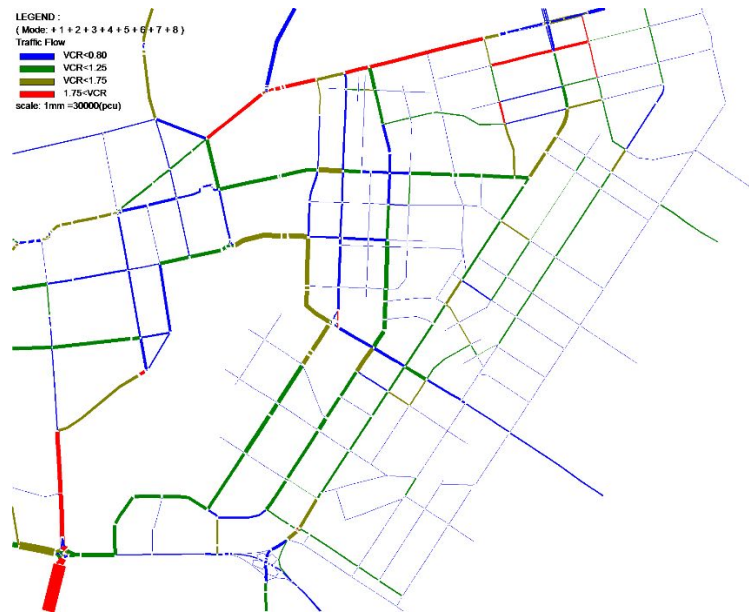 LEGEND :
( Mode: + 1 + 2 + 3 + 4 + 5 + 6 + 7 + 8 )
Traffic Flow
VCR<0.80
VCR<1.25
VCR<1.75
1.75<VCR
scale: 1mm =30000(pcu)